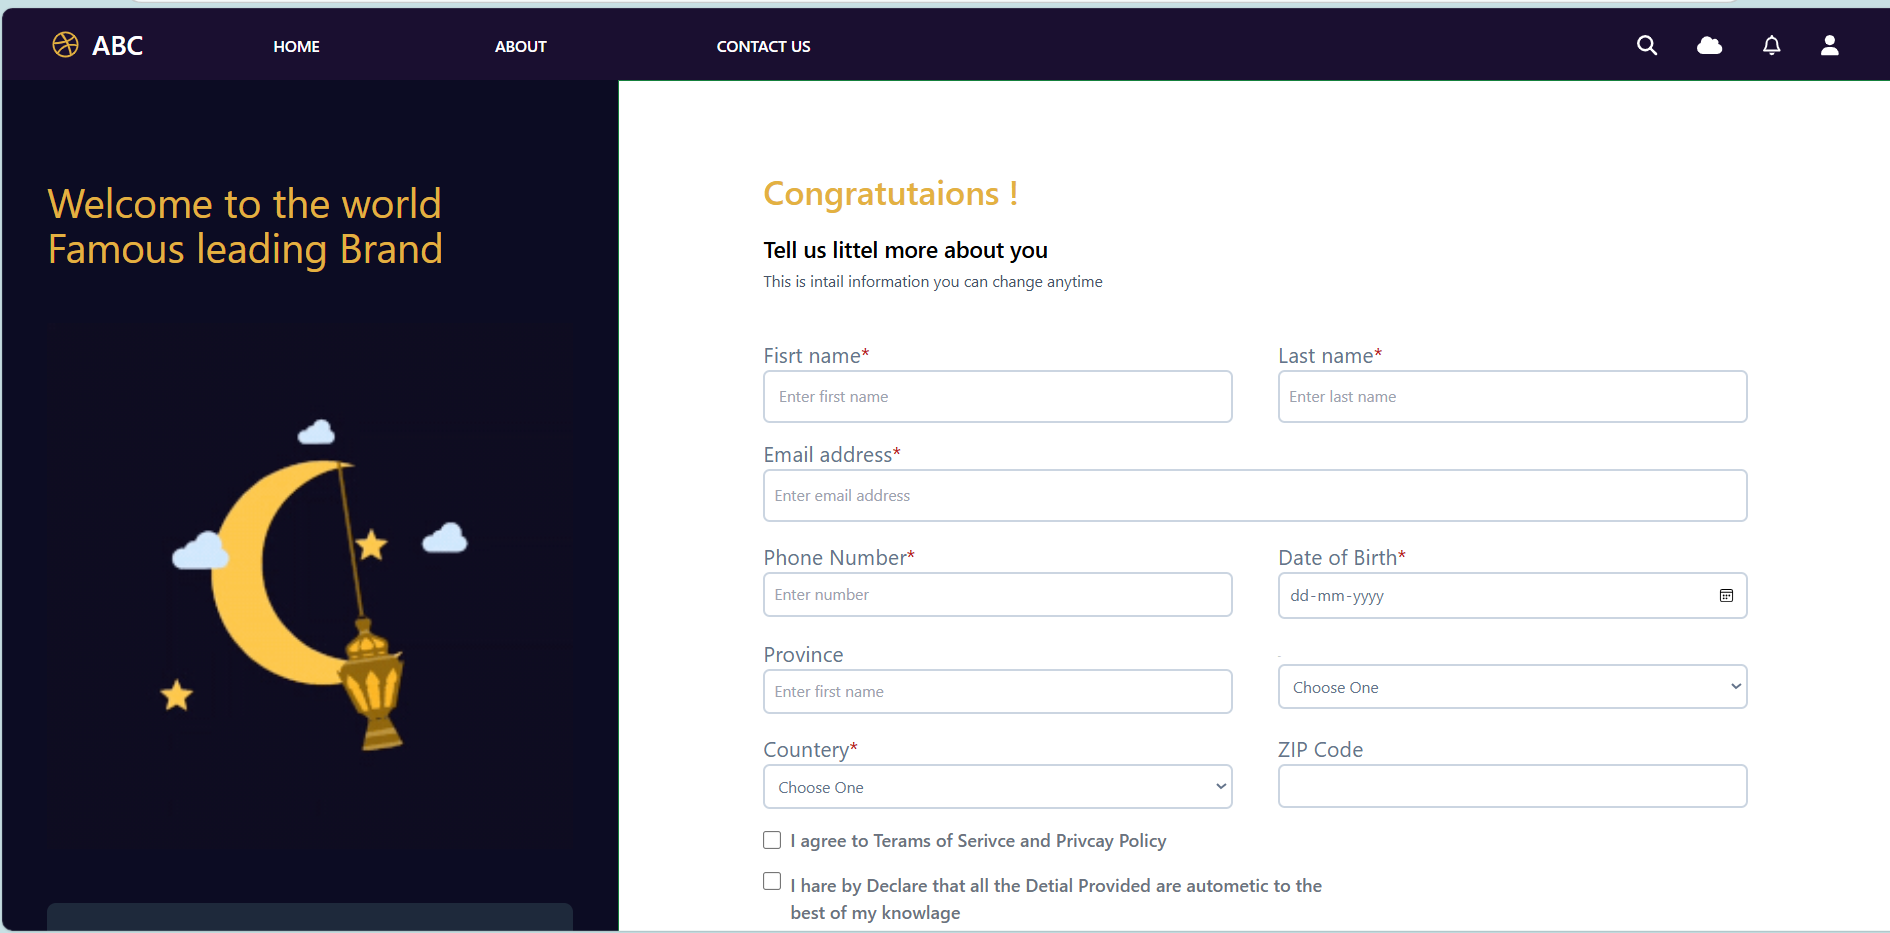 ABC
HOME
ABOUT
CONTACT US
Welcome to the world
Famous leading Brand
Congratutaions !
Tell us littel more about you
This is intail information you can change anytime
Fisrt name*
Last name*
Enter first name
Enter last name
Email address*
Enter email address
Phone Number*
Date of Birth*
Enter number
dd-mm-yyyy
Province
Enter first name
Choose One
Countery*
ZIP Code
Choose One
I agree to Terams of Serivce and Privcay Policy
I hare by Declare that all the Detial Provided are autometic to the
best of my knowlage